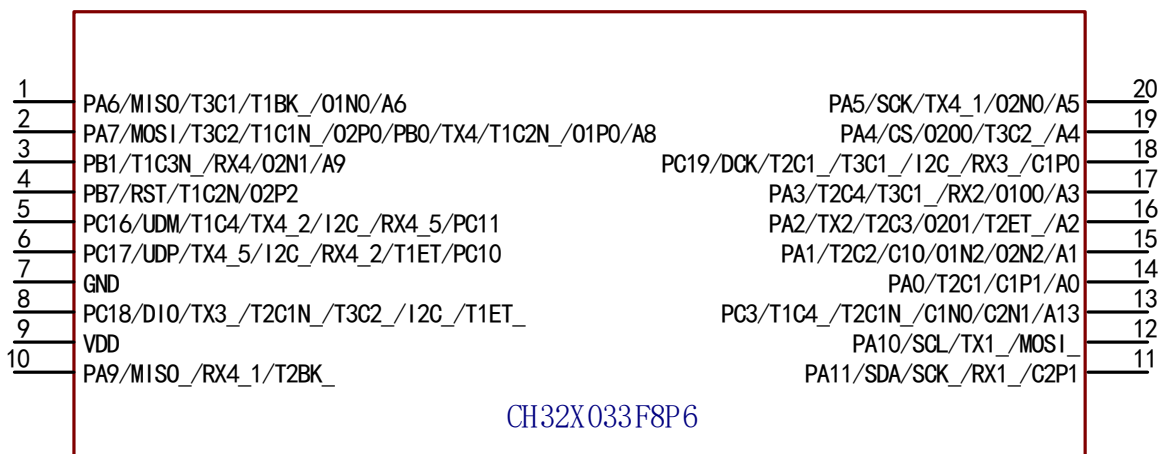 1 PA6/MISO/T3C1/T1BK_/O1N0/A6
2 PA7/MOSI/T3C2/T1C1N_/O2P0/PB0/TX4/T1C2N_/O1P0/A8
3 PB1/T1C3N_/RX4/O2N1/A9
4 PB7/RST/T1C2N/O2P2
5 PC16/UDM/T1C4/TX4_2/I2C_/RX4_5/PC11
6 PC17/UDP/TX4_5/I2C_/RX4_2/T1ET/PC10
7 GND
8 PC18/DIO/TX3_/T2C1N_/T3C2_/I2C_/T1ET_
9 VDD
10 PA9/MISO_/RX4_1/T2BK_
PA5/SCK/TX4_1/O2N0/A5 20
PA4/CS/O2O0/T3C2_/A4 19
PC19/DCK/T2C1_/T3C1_/I2C_/RX3_/C1P0 18
PA3/T2C4/T3C1_/RX2/O1O0/A3 17
PA2/TX2/T2C3/O2O1/T2ET_/A2 16
PA1/T2C2/C1O/O1N2/O2N2/A1 15
PA0/T2C1/C1P1/A0 14
PC3/T1C4_/T2C1N_/C1N0/C2N1/A13 13
PA10/SCL/TX1_/MOSI_ 12
PA11/SDA/SCK_/RX1_/C2P1 11
CH32X033F8P6